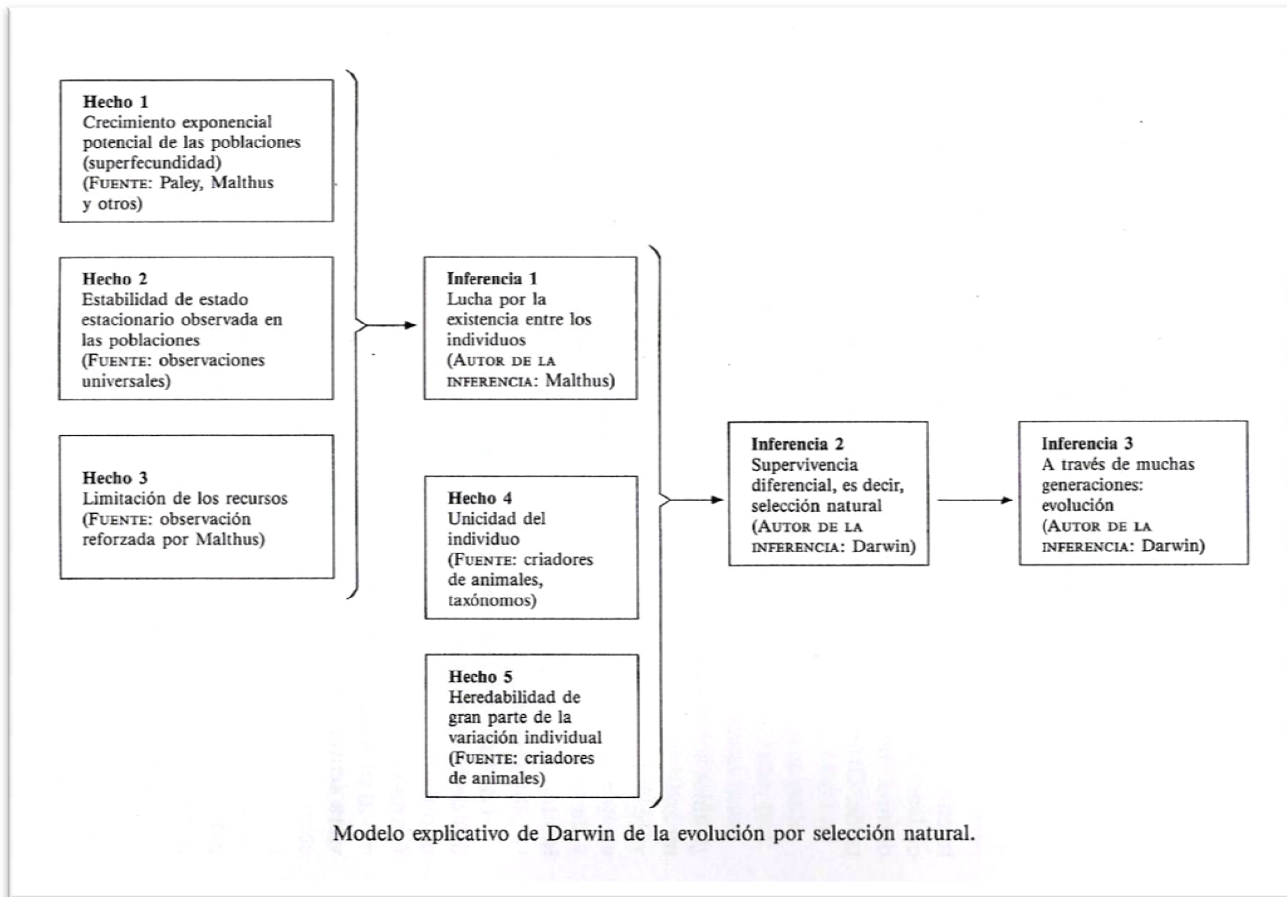 Hecho 1
Crecimiento exponencial
potencial de las poblaciones
(superfecundidad)
(FUENTE: Paley, Malthus
y otros)
Hecho 2
Estabilidad de estado
estacionario observada en
las poblaciones
(FUENTE: observaciones
universales)
Hecho 3
Limitación de los recursos
(FUENTE: observación
reforzada por Malthus)
Inferencia 1
Lucha por la
existencia entre los
individuos
(AUTOR DE LA
INFERENCIA: Malthus)
Hecho 4
Unicidad del
individuo
(FUENTE: criadores
de animales,
taxónomos)
Hecho 5
Heredabilidad de
gran parte de la
variación individual
(FUENTE: criadores
de animales)
Inferencia 2
Supervivencia
diferencial, es decir,
selección natural
(AUTOR DE LA
INFERENCIA: Darwin)
Inferencia 3
A través de muchas
generaciones:
evolución
(AUTOR DE LA
INFERENCIA: Darwin)
Modelo explicativo de Darwin de la evolución por selección natural.